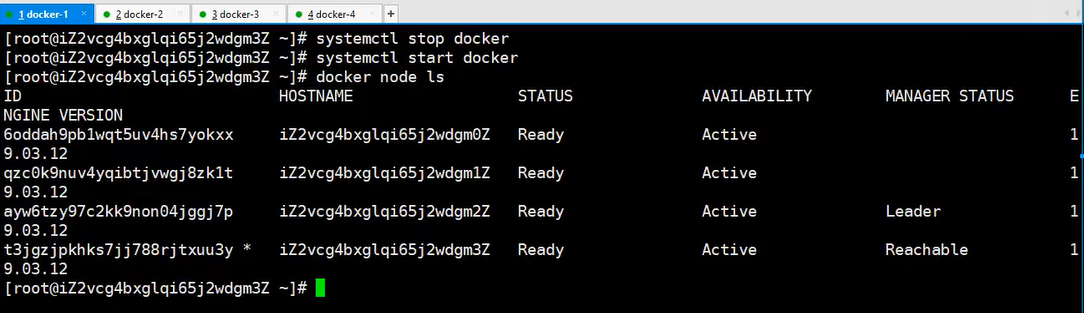 1 docker-1 × 2 docker-2 × 3 docker-3 × 4 docker-4 × +
[root@iZ2vcg4bxglqi65j2wdgm3Z ~]# systemctl stop docker
[root@iZ2vcg4bxglqi65j2wdgm3Z ~]# systemctl start docker
[root@iZ2vcg4bxglqi65j2wdgm3Z ~]# docker node ls
ID HOSTNAME STATUS AVAILABILITY MANAGER STATUS E
NGINE VERSION
6oddah9pb1wqt5uv4hs7yokxx iZ2vcg4bxglqi65j2wdgm0Z Ready Active 1
9.03.12
qzc0k9nuv4yqibtjvwgj8zk1t iZ2vcg4bxglqi65j2wdgm1Z Ready Active 1
9.03.12
ayw6tzy97c2kk9non04jggj7p iZ2vcg4bxglqi65j2wdgm2Z Ready Active Leader 1
9.03.12
t3jgzjpkhks7jj788rjtxuu3y * iZ2vcg4bxglqi65j2wdgm3Z Ready Active Reachable 1
9.03.12
[root@iZ2vcg4bxglqi65j2wdgm3Z ~]#